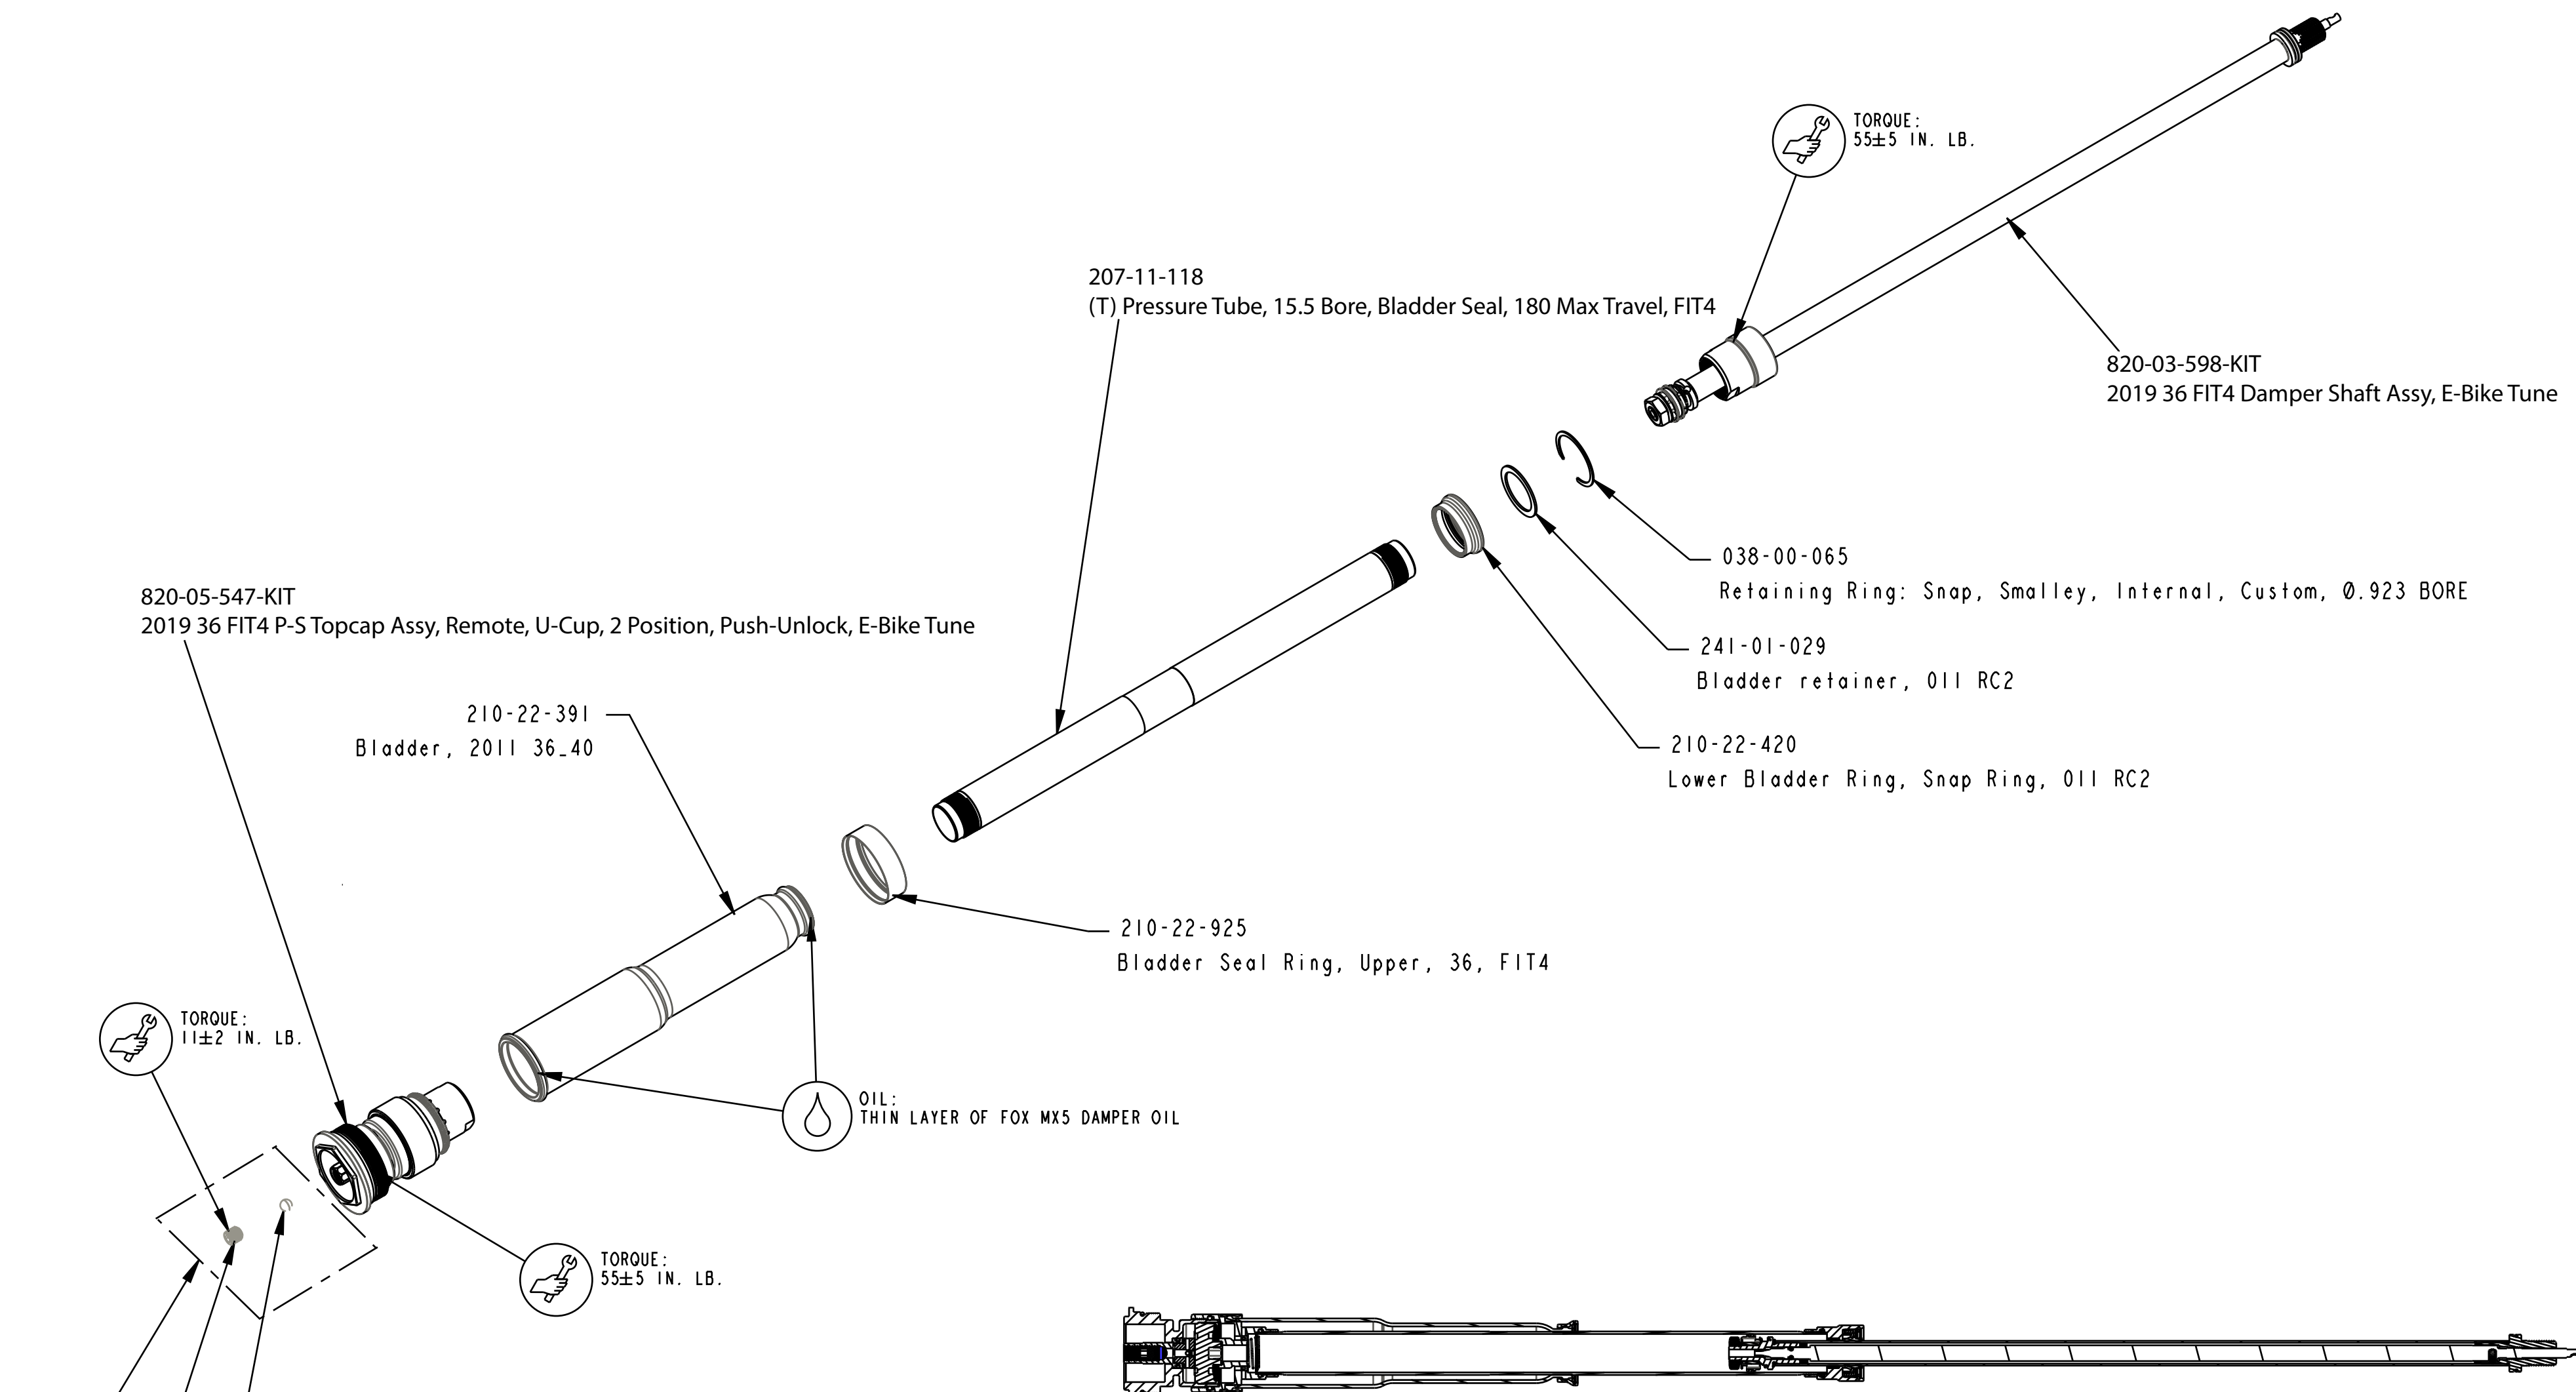 TORQUE:
55±5 IN. LB.
207-11-118
(T) Pressure Tube, 15.5 Bore, Bladder Seal, 180 Max Travel, FIT4
820-03-598-KIT
2019 36 FIT4 Damper Shaft Assy, E-Bike Tune
038-00-065
Retaining Ring: Snap, Smalley, Internal, Custom, Ø.923 BORE
820-05-547-KIT
2019 36 FIT4 P-S Topcap Assy, Remote, U-Cup, 2 Position, Push-Unlock, E-Bike Tune
241-01-029
Bladder retainer, 011 RC2
210-22-391
Bladder, 2011 36_40
210-22-420
Lower Bladder Ring, Snap Ring, 011 RC2
210-22-925
Bladder Seal Ring, Upper, 36, FIT4
TORQUE:
11±2 IN. LB.
OIL:
THIN LAYER OF FOX MX5 DAMPER OIL
TORQUE:
55±5 IN. LB.